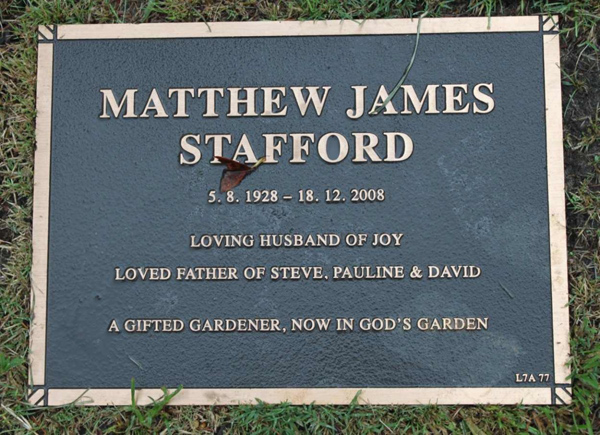 MATTHEW JAMES
STAFFORD
5. 8. 1928 – 18. 12. 2008
LOVING HUSBAND OF JOY
LOVED FATHER OF STEVE, PAULINE & DAVID
A GIFTED GARDENER, NOW IN GOD'S GARDEN
L7A 77